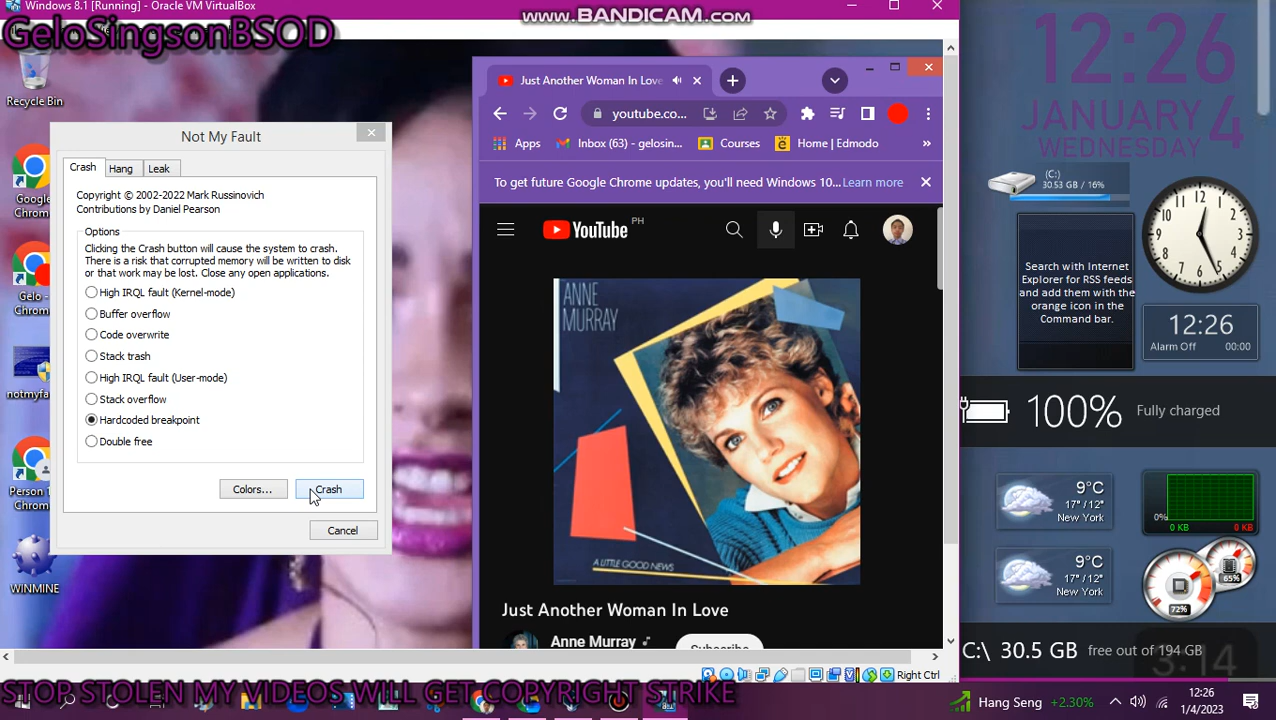 Windows 8.1 [Running] - Oracle VM VirtualBox
www.BANDICAM.com
GeloSingsonBSOD
Recycle Bin
Google
Chrom
Gelo -
Chrom
notmyfa
Person 1
Chrom
WINMINE
Not My Fault
Crash
Hang
Leak
Copyright © 2002-2022 Mark Russinovich
Contributions by Daniel Pearson
Options
Clicking the Crash button will cause the system to crash.
There is a risk that corrupted memory will be written to disk
or that work may be lost. Close any open applications.
High IRQL fault (Kernel-mode)
Buffer overflow
Code overwrite
Stack trash
High IRQL fault (User-mode)
Stack overflow
Hardcoded breakpoint
Double free
Colors...
Crash
Cancel
Just Another Woman In Love
youtube.co...
Apps
Inbox (63) - gelosin...
Courses
Home | Edmodo
»
To get future Google Chrome updates, you'll need Windows 10... Learn more
YouTube PH
ANNE
MURRAY
A LITTLE GOOD NEWS
Just Another Woman In Love
Anne Murray
Subscribe
Right Ctrl
12:26
JANUARY
4
WEDNESDAY
(C:)
30.53 GB / 16%
Search with Internet
Explorer for RSS feeds
and add them with the
orange icon in the
Command bar.
12
3
6
9
12:26
Alarm Off 00:00
100% Fully charged
9°C
17° / 12°
New York
0%
0 KB 0 KB
9°C
17° / 12°
New York
65%
72%
C:\ 30.5 GB free out of 194 GB
STOP STOLEN MY VIDEOS WILL GET COPYRIGHT STRIKE
Hang Seng +2.30%
12:26
1/4/2023